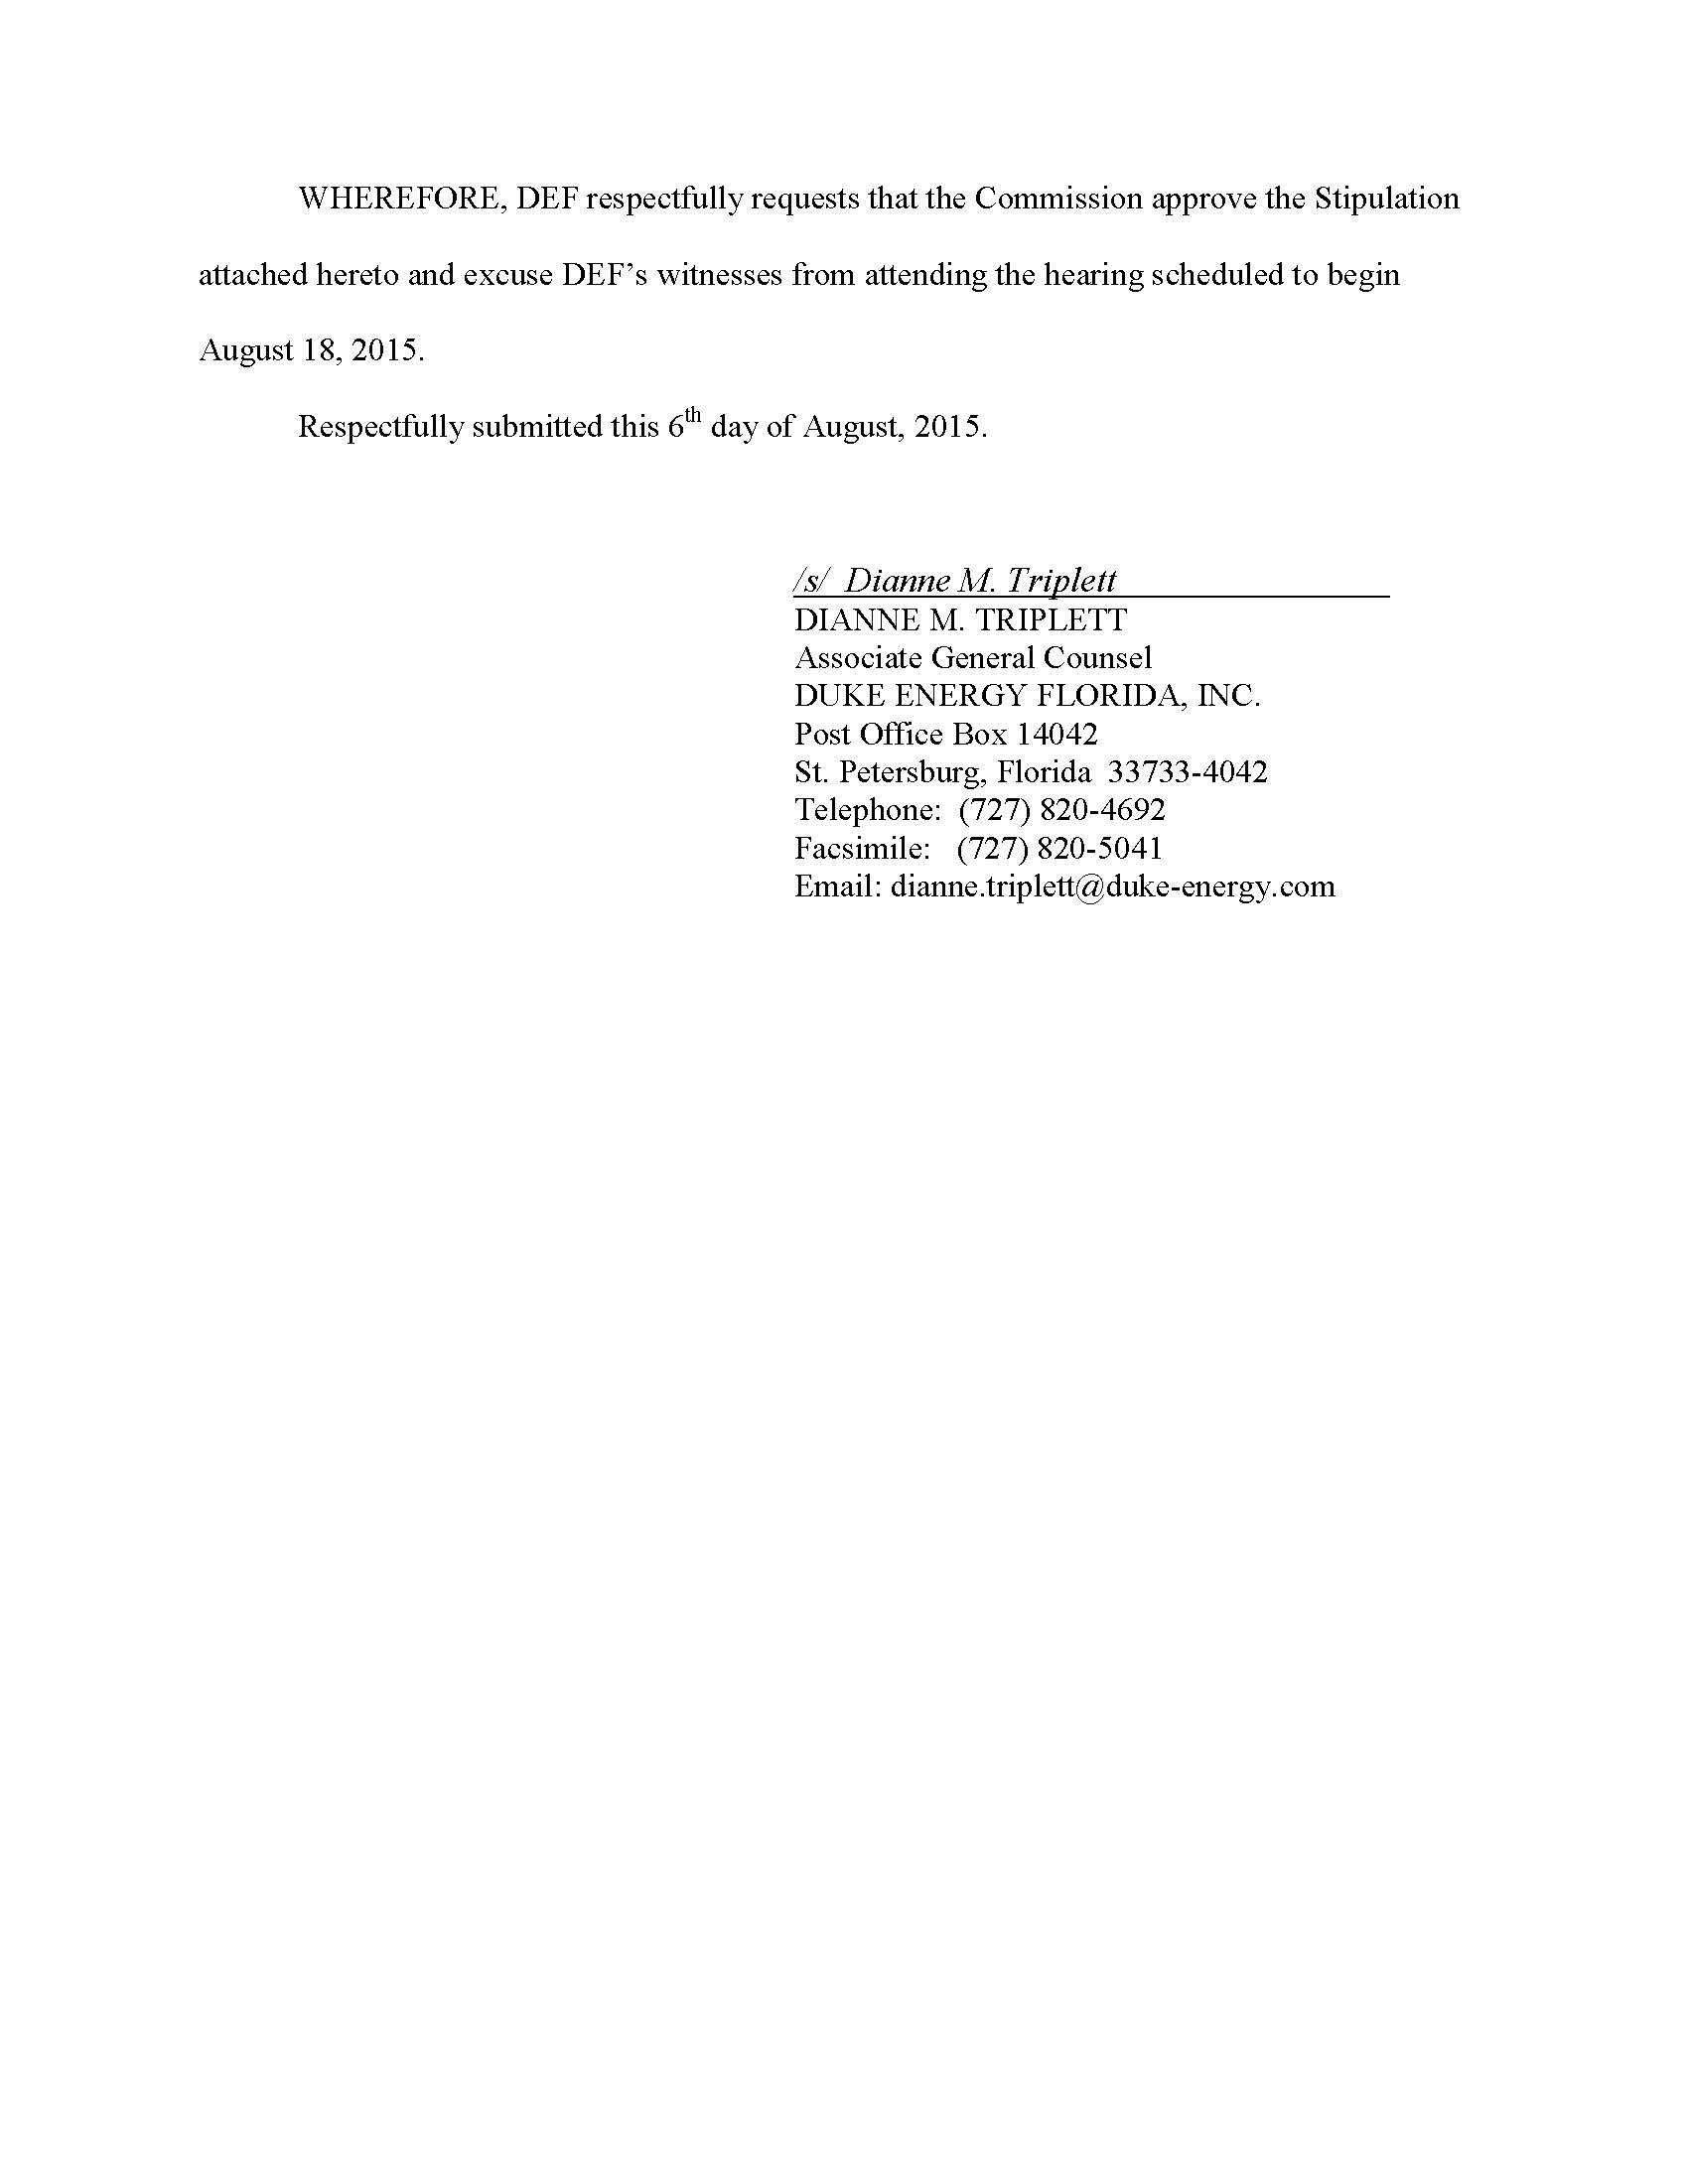 WHEREFORE, DEF respectfully requests that the Commission approve the Stipulation
attached hereto and excuse DEF’s witnesses from attending the hearing scheduled to begin
August 18, 2015.
Respectfully submitted this 6th day of August, 2015.
/s/ Dianne M. Triplett
DIANNE M. TRIPLETT
Associate General Counsel
DUKE ENERGY FLORIDA, INC.
Post Office Box 14042
St. Petersburg, Florida 33733-4042
Telephone: (727) 820-4692
Facsimile: (727) 820-5041
Email: dianne.triplett@duke-energy.com